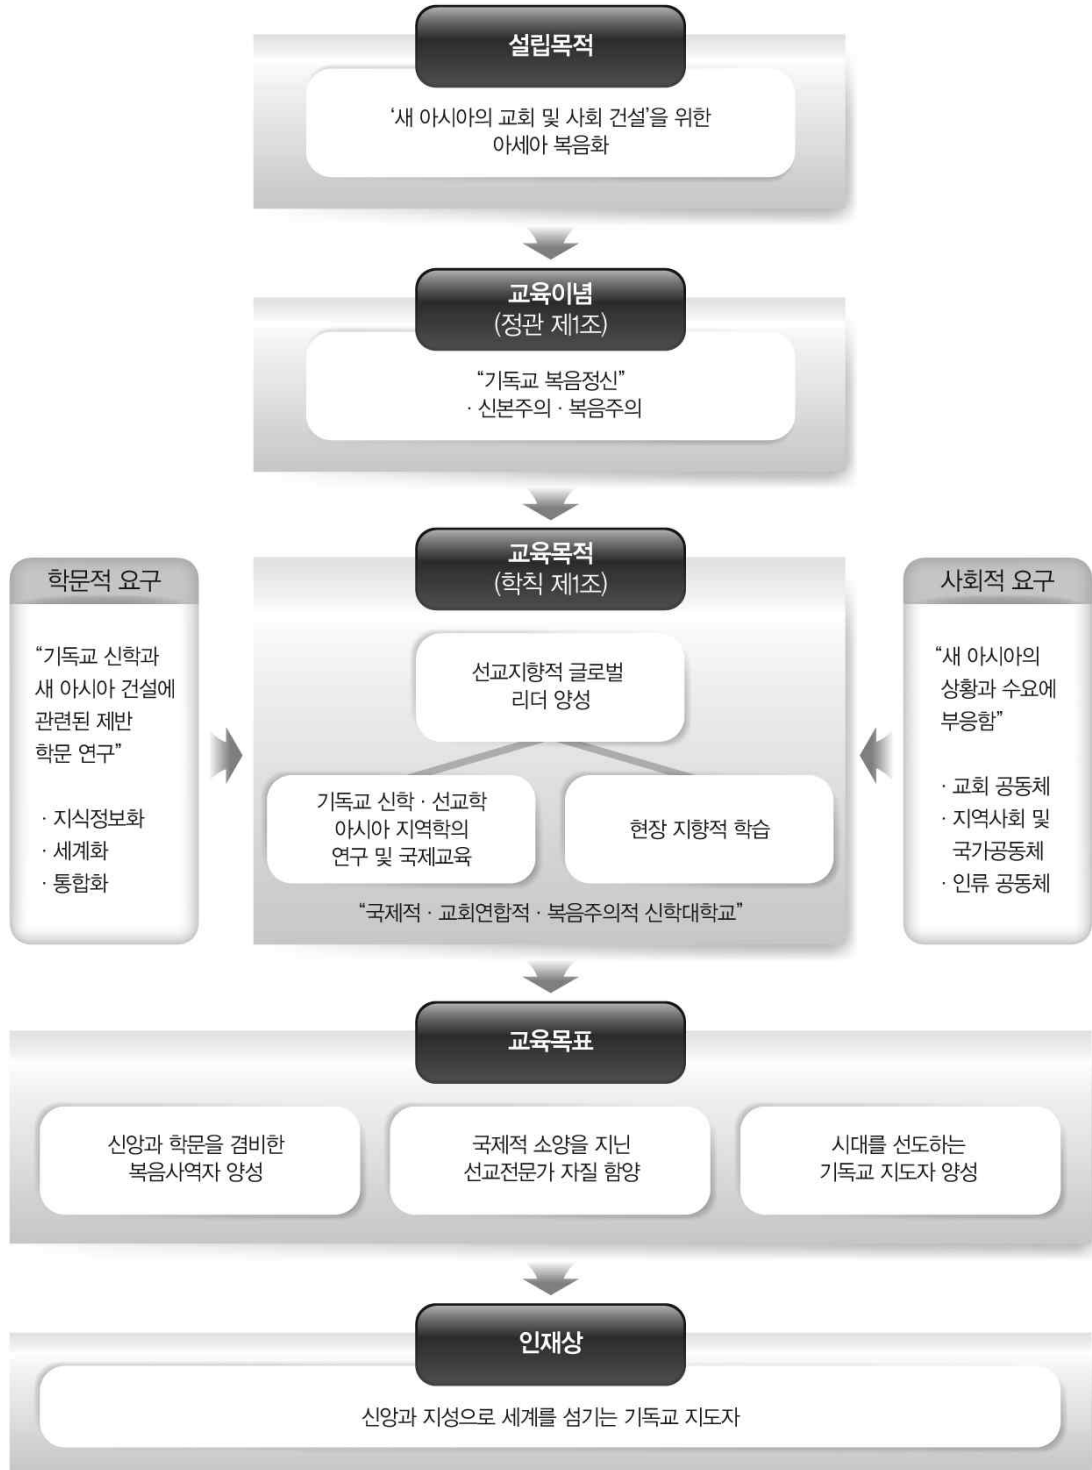 설립목적
‘새 아시아의 교회 및 사회 건설’을 위한
아세아 복음화
교육이념
(정관 제1조)
“기독교 복음정신”
· 신본주의 · 복음주의
학문적 요구
“기독교 신학과
새 아시아 건설에
관련된 제반
학문 연구”
· 지식정보화
· 세계화
· 통합화
교육목적
(학칙 제1조)
선교지향적 글로벌
리더 양성
기독교 신학 · 선교학
아시아 지역학의
연구 및 국제교육
현장 지향적 학습
“국제적 · 교회연합적 · 복음주의적 신학대학교”
사회적 요구
“새 아시아의
상황과 수요에
부응함”
· 교회 공동체
· 지역사회 및
국가공동체
· 인류 공동체
교육목표
신앙과 학문을 겸비한
복음사역자 양성
국제적 소양을 지닌
선교전문가 자질 함양
시대를 선도하는
기독교 지도자 양성
인재상
신앙과 지성으로 세계를 섬기는 기독교 지도자